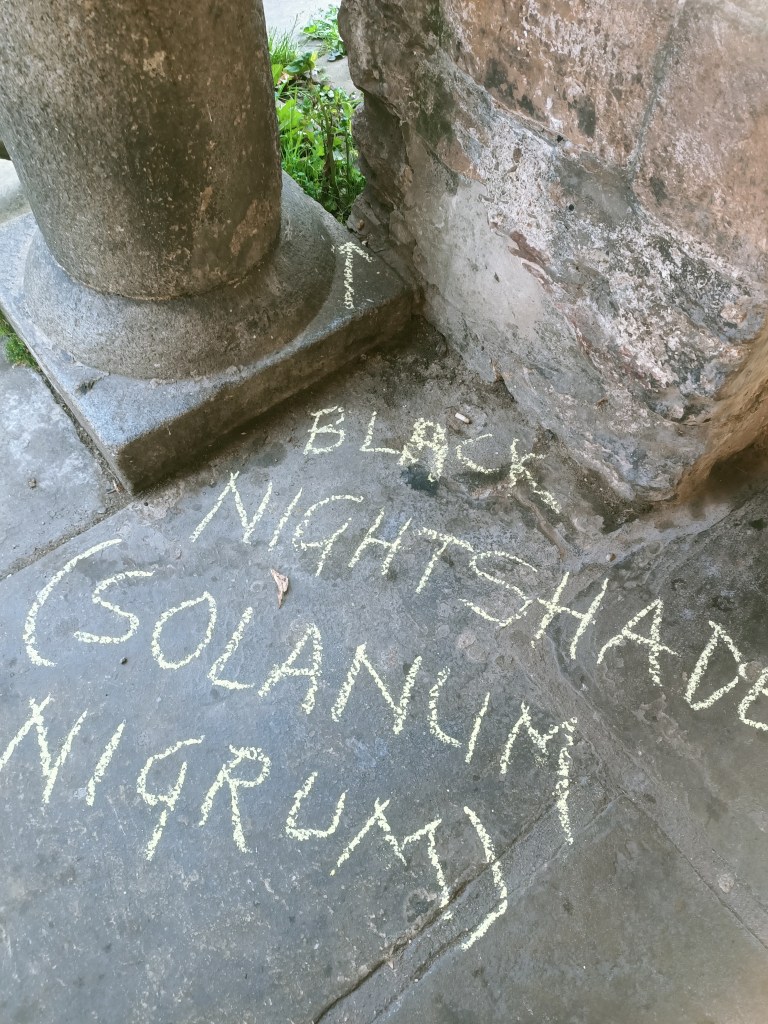 ↑
BLACK
NIGHTSHADE
(SOLANUM
NIGRUM)